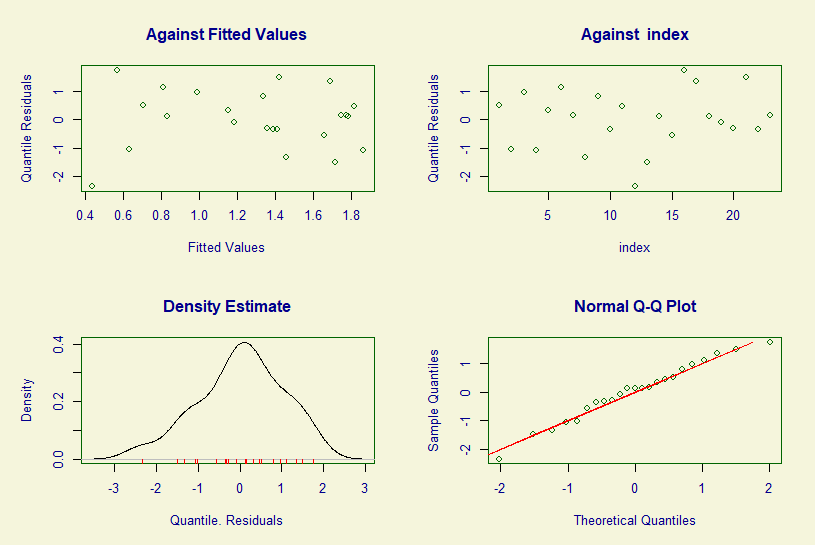 Against Fitted Values
Quantile Residuals
1
0
-1
-2
0.4 0.6 0.8 1.0 1.2 1.4 1.6 1.8
Fitted Values
Against index
Quantile Residuals
1
0
-1
-2
5 10 15 20
index
Density Estimate
Density
0.4
0.2
0.0
-3 -2 -1 0 1 2 3
Quantile. Residuals
Normal Q-Q Plot
Sample Quantiles
1
0
-1
-2
-2 -1 0 1 2
Theoretical Quantiles